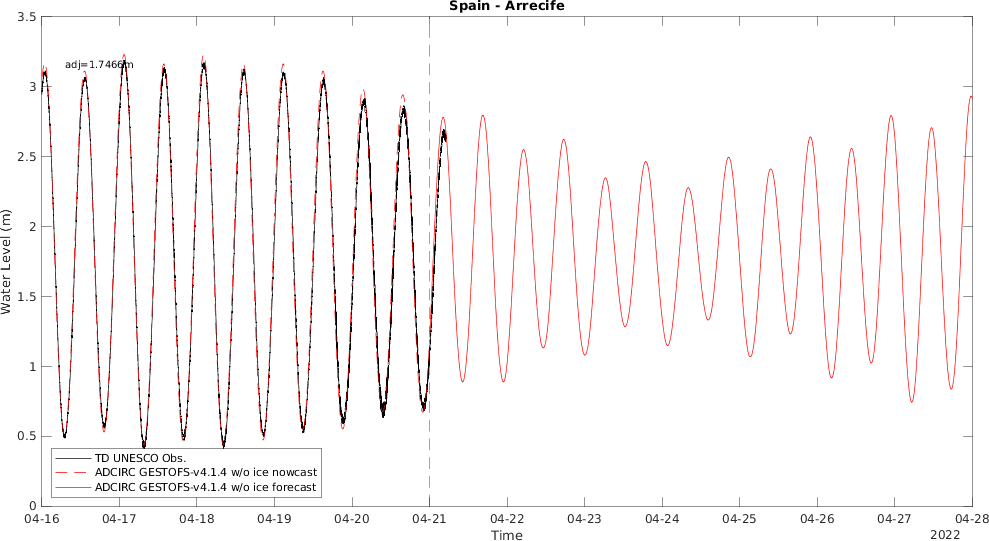 Spain - Arrecife
3.5
3
2.5
2
1.5
1
0.5
0
Water Level (m)
adj=1.7466m
TD UNESCO Obs.
ADCIRC GESTOFS-v4.1.4 w/o ice nowcast
ADCIRC GESTOFS-v4.1.4 w/o ice forecast
04-16 04-17 04-18 04-19 04-20 04-21 04-22 04-23 04-24 04-25 04-26 04-27 04-28
Time
2022